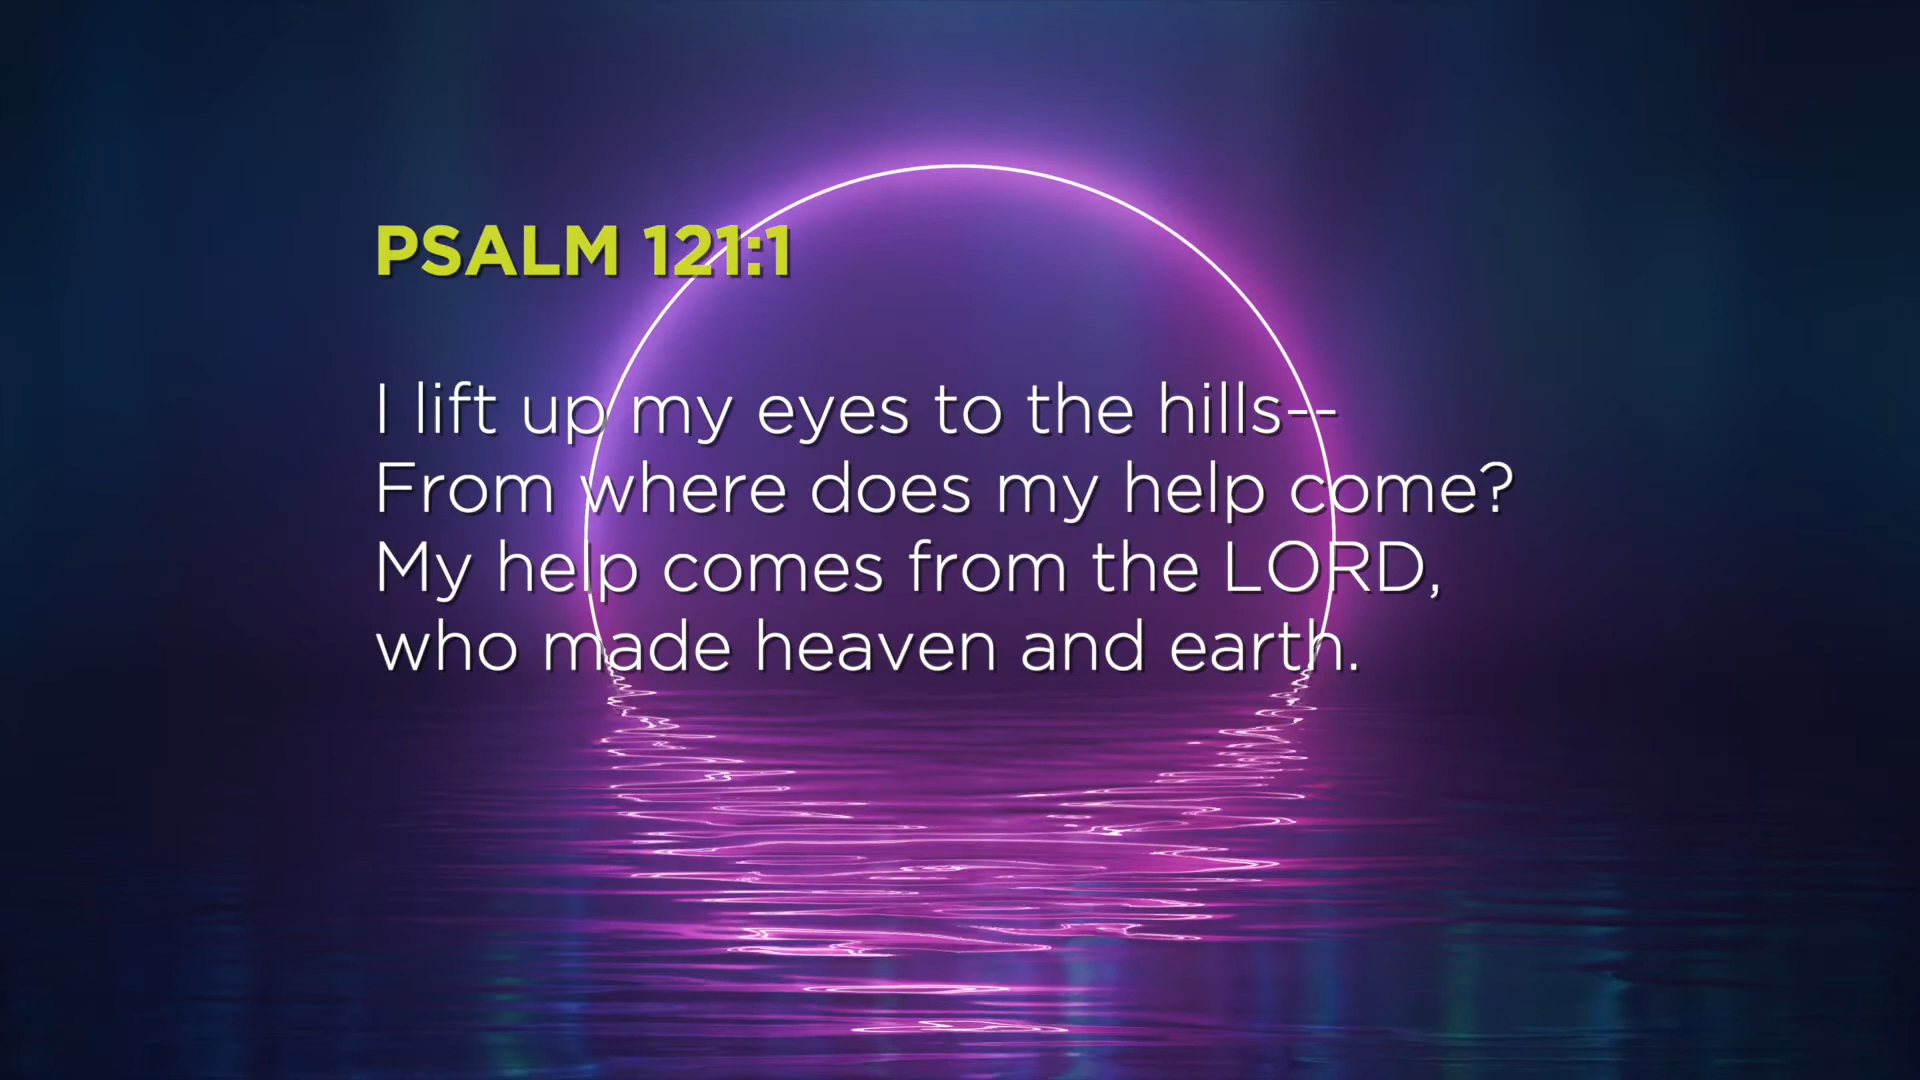 PSALM 121:1
I lift up my eyes to the hills--
From where does my help come?
My help comes from the LORD,
who made heaven and earth.